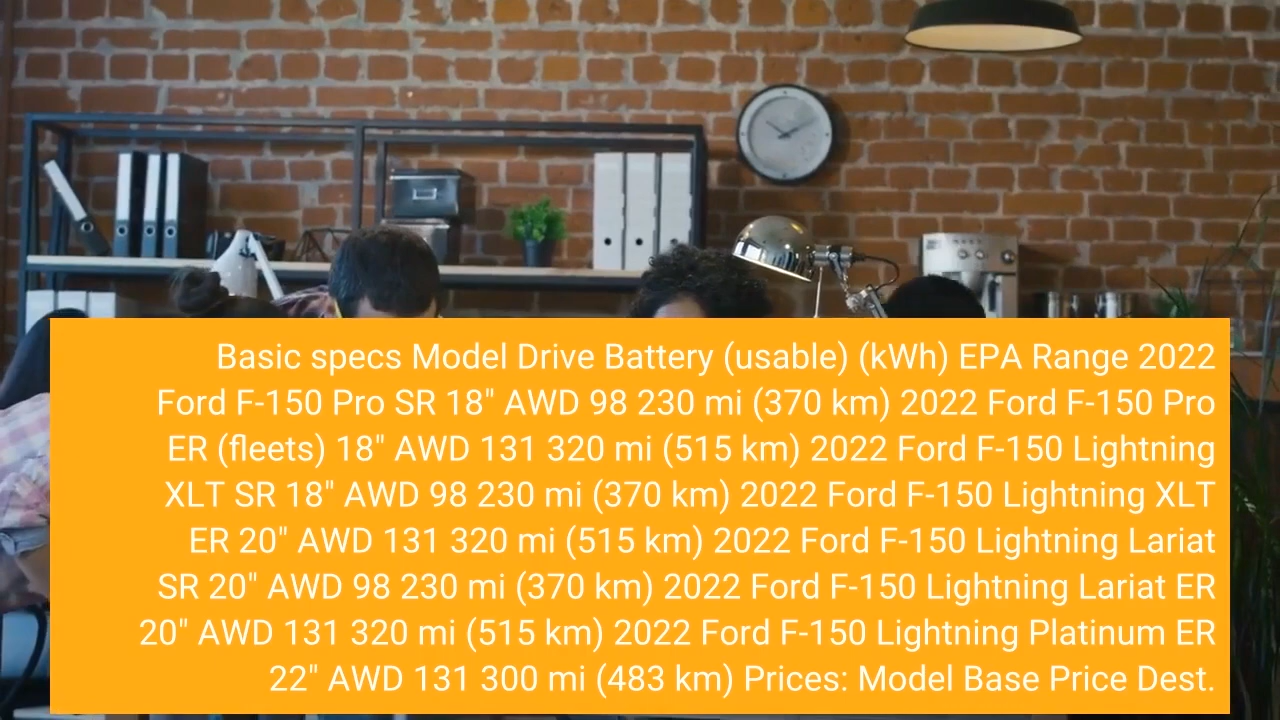 Basic specs Model Drive Battery (usable) (kWh) EPA Range 2022
Ford F-150 Pro SR 18" AWD 98 230 mi (370 km) 2022 Ford F-150 Pro
ER (fleets) 18" AWD 131 320 mi (515 km) 2022 Ford F-150 Lightning
XLT SR 18" AWD 98 230 mi (370 km) 2022 Ford F-150 Lightning XLT
ER 20" AWD 131 320 mi (515 km) 2022 Ford F-150 Lightning Lariat
SR 20" AWD 98 230 mi (370 km) 2022 Ford F-150 Lightning Lariat ER
20" AWD 131 320 mi (515 km) 2022 Ford F-150 Lightning Platinum ER
22" AWD 131 300 mi (483 km) Prices: Model Base Price Dest.